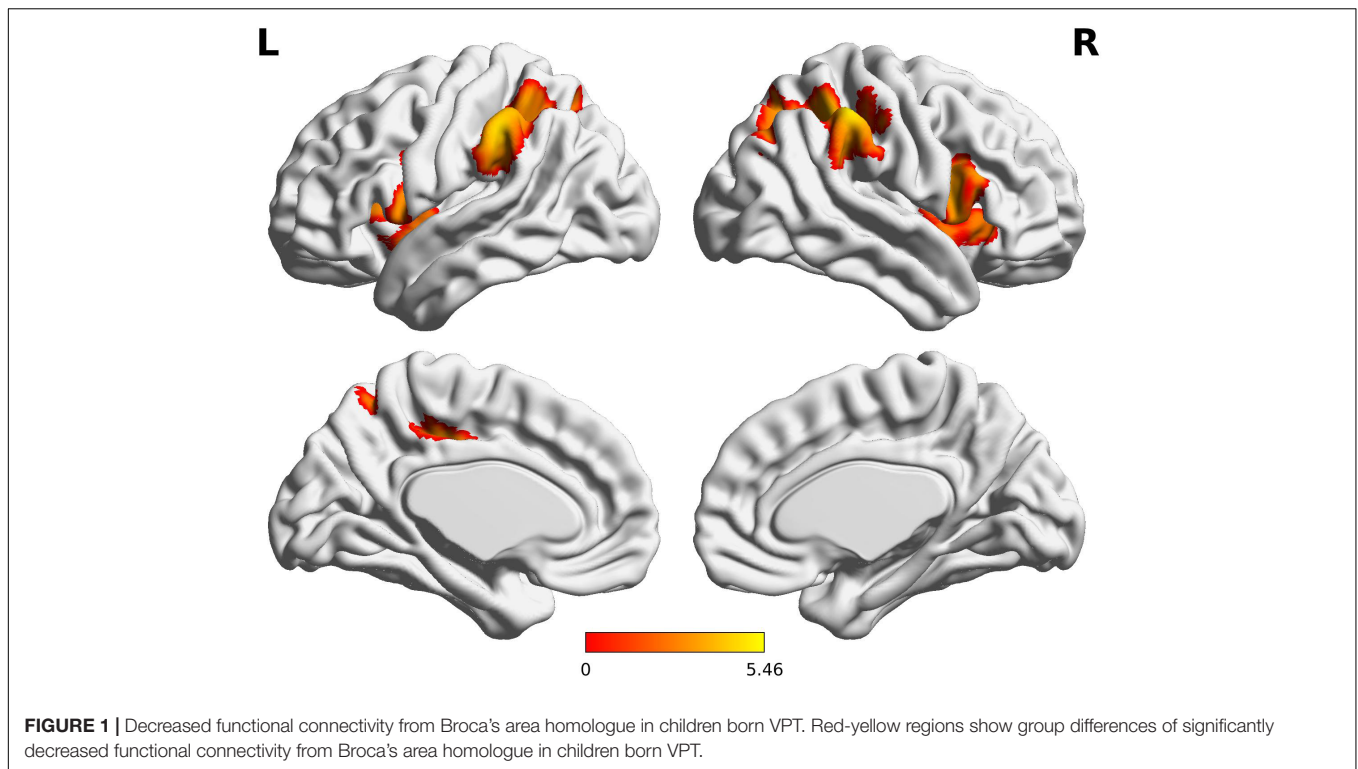 L
R
0
5.46
FIGURE 1 | Decreased functional connectivity from Broca’s area homologue in children born VPT. Red-yellow regions show group differences of significantly
decreased functional connectivity from Broca’s area homologue in children born VPT.